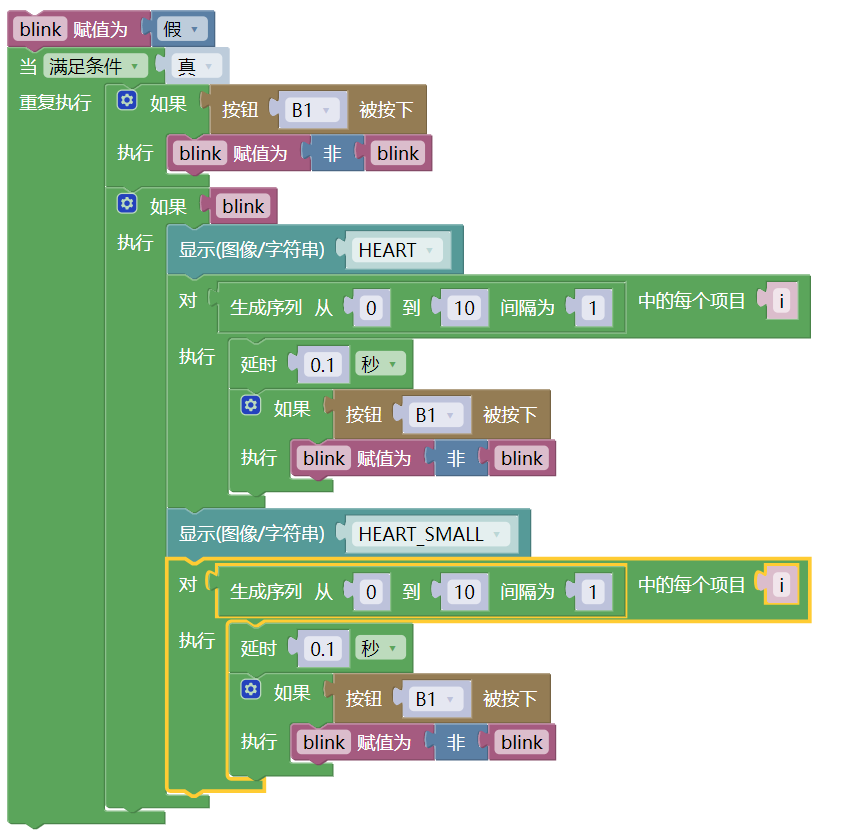 blink 赋值为 假
当 满足条件 真
重复执行 如果 按钮 B1 被按下
执行 blink 赋值为 非 blink
如果 blink
执行 显示(图像/字符串) HEART
对 生成序列 从 0 到 10 间隔为 1 中的每个项目 i
执行 延时 0.1 秒
如果 按钮 B1 被按下
执行 blink 赋值为 非 blink
显示(图像/字符串) HEART_SMALL
对 生成序列 从 0 到 10 间隔为 1 中的每个项目 i
执行 延时 0.1 秒
如果 按钮 B1 被按下
执行 blink 赋值为 非 blink